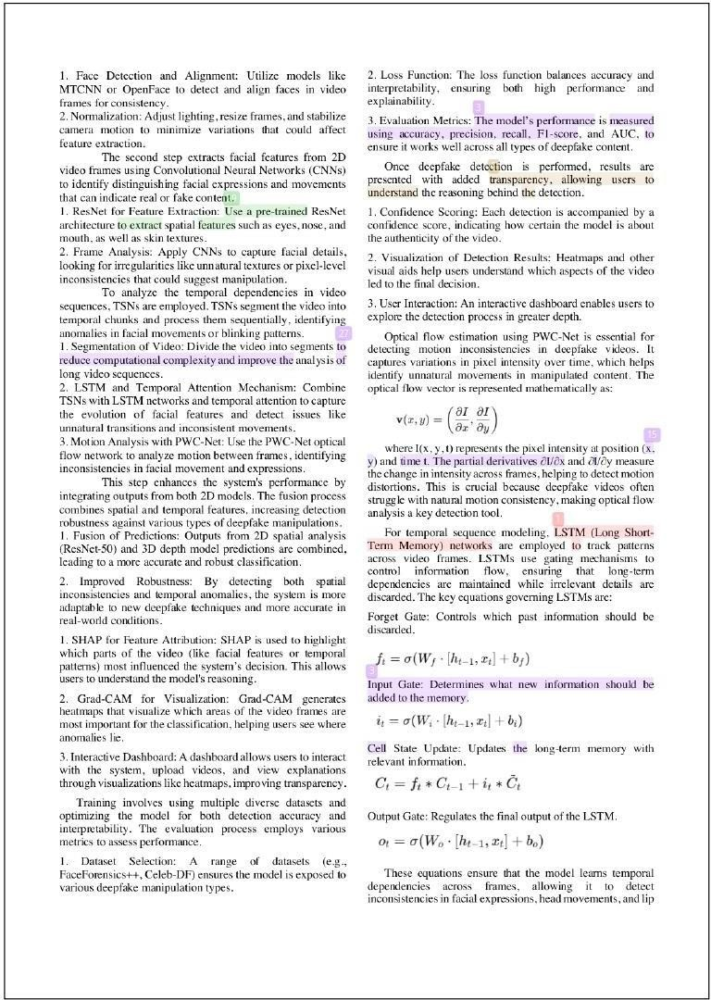 1. Face Detection and Alignment: Utilize models like
MTCNN or OpenFace to detect and align faces in video
frames for consistency.
2. Normalization: Adjust lighting, resize frames, and stabilize
camera motion to minimize variations that could affect
feature extraction.
The second step extracts facial features from 2D
video frames using Convolutional Neural Networks (CNNs)
to identify distinguishing facial expressions and movements
that can indicate real or fake content.
1. ResNet for Feature Extraction: Use a pre-trained ResNet
architecture to extract spatial features such as eyes, nose, and
mouth, as well as skin textures.
2. Frame Analysis: Apply CNNs to capture facial details,
looking for irregularities like unnatural textures or pixel-level
inconsistencies that could suggest manipulation.
To analyze the temporal dependencies in video
sequences, TSNs are employed. TSNs segment the video into
temporal chunks and process them sequentially, identifying
anomalies in facial movements or blinking patterns.
27
1. Segmentation of Video: Divide the video into segments to
reduce computational complexity and improve the analysis of
long video sequences.
2. LSTM and Temporal Attention Mechanism: Combine
TSNs with LSTM networks and temporal attention to capture
the evolution of facial features and detect issues like
unnatural transitions and inconsistent movements.
3. Motion Analysis with PWC-Net: Use the PWC-Net optical
flow network to analyze motion between frames, identifying
inconsistencies in facial movement and expressions.
This step enhances the system's performance by
integrating outputs from both 2D models. The fusion process
combines spatial and temporal features, increasing detection
robustness against various types of deepfake manipulations.
1. Fusion of Predictions: Outputs from 2D spatial analysis
(ResNet-50) and 3D depth model predictions are combined,
leading to a more accurate and robust classification.
2. Improved Robustness: By detecting both spatial
inconsistencies and temporal anomalies, the system is more
adaptable to new deepfake techniques and more accurate in
real-world conditions.
1. SHAP for Feature Attribution: SHAP is used to highlight
which parts of the video (like facial features or temporal
patterns) most influenced the system's decision. This allows
users to understand the model's reasoning.
2. Grad-CAM for Visualization: Grad-CAM generates
heatmaps that visualize which areas of the video frames are
most important for the classification, helping users see where
anomalies lie.
3. Interactive Dashboard: A dashboard allows users to interact
with the system, upload videos, and view explanations
through visualizations like heatmaps, improving transparency.
Training involves using multiple diverse datasets and
optimizing the model for both detection accuracy and
interpretability. The evaluation process employs various
metrics to assess performance.
1. Dataset Selection: A range of datasets (e.g.,
FaceForensics++, Celeb-DF) ensures the model is exposed to
various deepfake manipulation types.
2. Loss Function: The loss function balances accuracy and
interpretability, ensuring both high performance and
explainability.
3
3. Evaluation Metrics: The model's performance is measured
using accuracy, precision, recall, F1-score, and AUC, to
ensure it works well across all types of deepfake content.
Once deepfake detection is performed, results are
presented with added transparency, allowing users to
understand the reasoning behind the detection.
1. Confidence Scoring: Each detection is accompanied by a
confidence score, indicating how certain the model is about
the authenticity of the video.
2. Visualization of Detection Results: Heatmaps and other
visual aids help users understand which aspects of the video
led to the final decision.
3. User Interaction: An interactive dashboard enables users to
explore the detection process in greater depth.
Optical flow estimation using PWC-Net is essential for
detecting motion inconsistencies in deepfake videos. It
captures variations in pixel intensity over time, which helps
identify unnatural movements in manipulated content. The
optical flow vector is represented mathematically as:
v(x, y) = (∂I/∂x, ∂I/∂y)
15
where I(x, y, t) represents the pixel intensity at position (x,
y) and time t. The partial derivatives ∂I/∂x and ∂I/∂y measure
the change in intensity across frames, helping to detect motion
distortions. This is crucial because deepfake videos often
struggle with natural motion consistency, making optical flow
analysis a key detection tool.
For temporal sequence modeling, LSTM (Long Short-
Term Memory) networks are employed to track patterns
across video frames. LSTMs use gating mechanisms to
control information flow, ensuring that long-term
dependencies are maintained while irrelevant details are
discarded. The key equations governing LSTMs are:
Forget Gate: Controls which past information should be
discarded.
f_t = σ(W_f · [h_{t−1}, x_t] + b_f)
3
Input Gate: Determines what new information should be
added to the memory.
i_t = σ(W_i · [h_{t−1}, x_t] + b_i)
Cell State Update: Updates the long-term memory with
relevant information.
C_t = f_t * C_{t−1} + i_t * C̃_t
Output Gate: Regulates the final output of the LSTM.
o_t = σ(W_o · [h_{t−1}, x_t] + b_o)
These equations ensure that the model learns temporal
dependencies across frames, allowing it to detect
inconsistencies in facial expressions, head movements, and lip